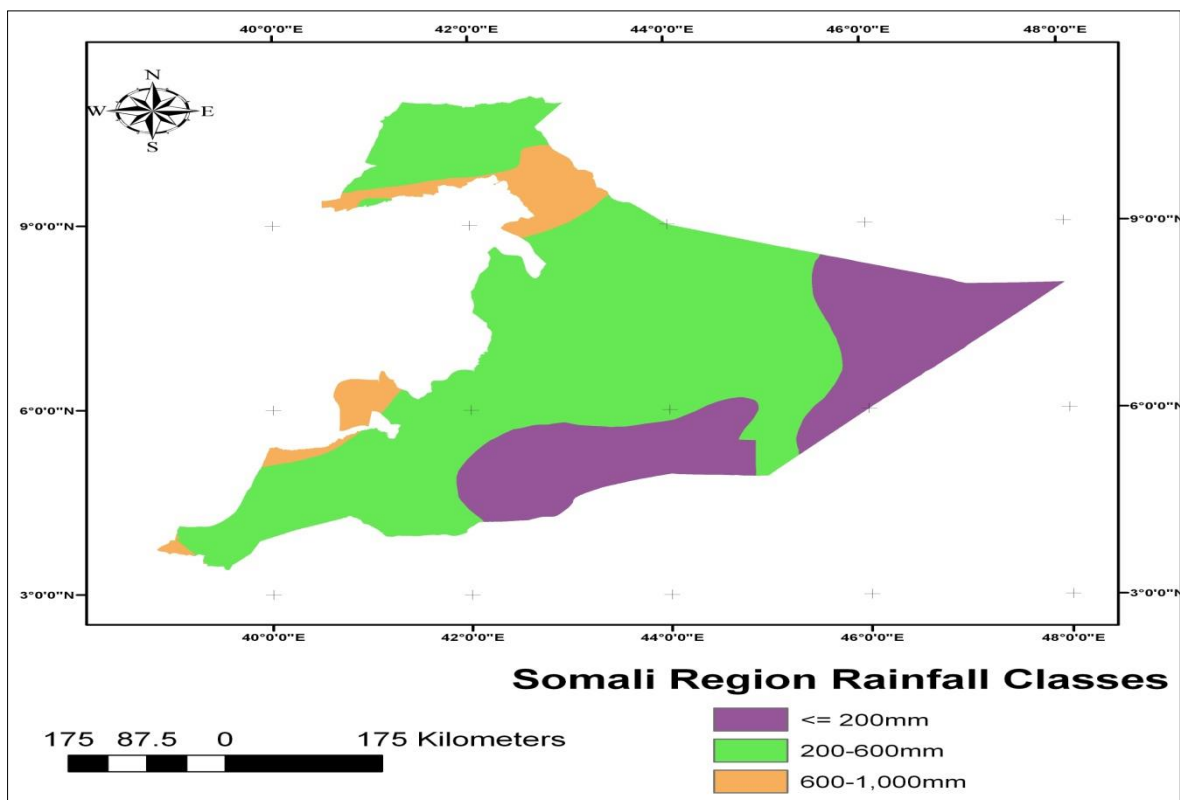 40°0'0"E 42°0'0"E 44°0'0"E 46°0'0"E 48°0'0"E
N
W E
S
9°0'0"N 9°0'0"N
6°0'0"N 6°0'0"N
3°0'0"N 3°0'0"N
40°0'0"E 42°0'0"E 44°0'0"E 46°0'0"E 48°0'0"E
Somali Region Rainfall Classes
<= 200mm
200-600mm
600-1,000mm
175 87.5 0 175 Kilometers